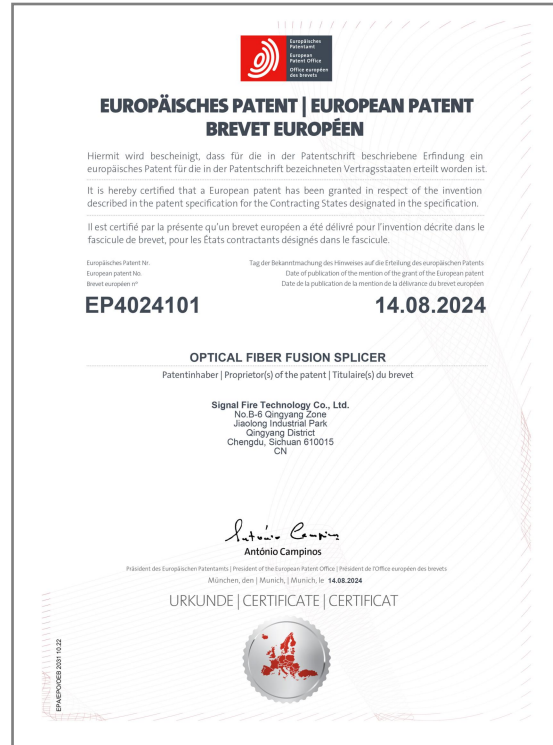 Europäisches
Patentamt
European
Patent Office
Office européen
des brevets
EUROPÄISCHES PATENT | EUROPEAN PATENT
BREVET EUROPÉEN
Hiermit wird bescheinigt, dass für die in der Patentschrift beschriebene Erfindung ein
europäisches Patent für die in der Patentschrift bezeichneten Vertragsstaaten erteilt worden ist.
It is hereby certified that a European patent has been granted in respect of the invention
described in the patent specification for the Contracting States designated in the specification.
Il est certifié par la présente qu'un brevet européen a été délivré pour l'invention décrite dans le
fascicule de brevet, pour les États contractants désignés dans le fascicule.
Europäisches Patent Nr.
European patent No.
Brevet européen n°
Tag der Bekanntmachung des Hinweises auf die Erteilung des europäischen Patents
Date of publication of the mention of the grant of the European patent
Date de la publication de la mention de la délivrance du brevet européen
EP4024101
14.08.2024
OPTICAL FIBER FUSION SPLICER
Patentinhaber | Proprietor(s) of the patent | Titulaire(s) du brevet
Signal Fire Technology Co., Ltd.
No.B-6 Qingyang Zone
Jiaolong Industrial Park
Qingyang District
Chengdu, Sichuan 610015
CN
António Campinos
António Campinos
Präsident des Europäischen Patentamts | President of the European Patent Office | Président de l'Office européen des brevets
München, den | Munich, | Munich, le 14.08.2024
URKUNDE | CERTIFICATE | CERTIFICAT
EPA/EPO/OEB 2031 10.22